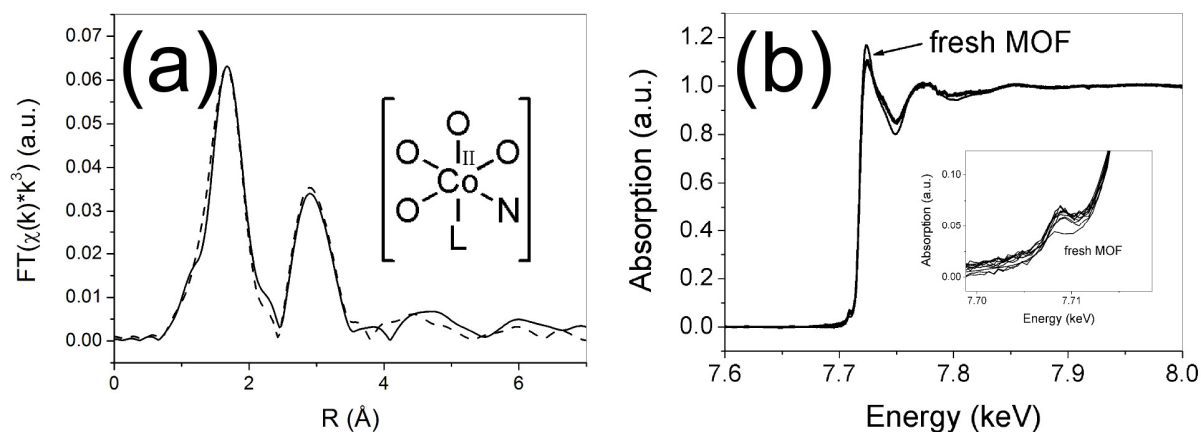 (a)
FT(χ(k)*k³) (a.u.)
0.07
0.06
0.05
0.04
0.03
0.02
0.01
0.00
O
O II O
Co
O N
L
0 2 4 6
R (Å)
(b)
fresh MOF
Absorption (a.u.)
1.2
1.0
0.8
0.6
0.4
0.2
0.0
Absorption (a.u.)
0.10
0.05
0.00
fresh MOF
7.70 7.71
Energy (keV)
7.6 7.7 7.8 7.9 8.0
Energy (keV)